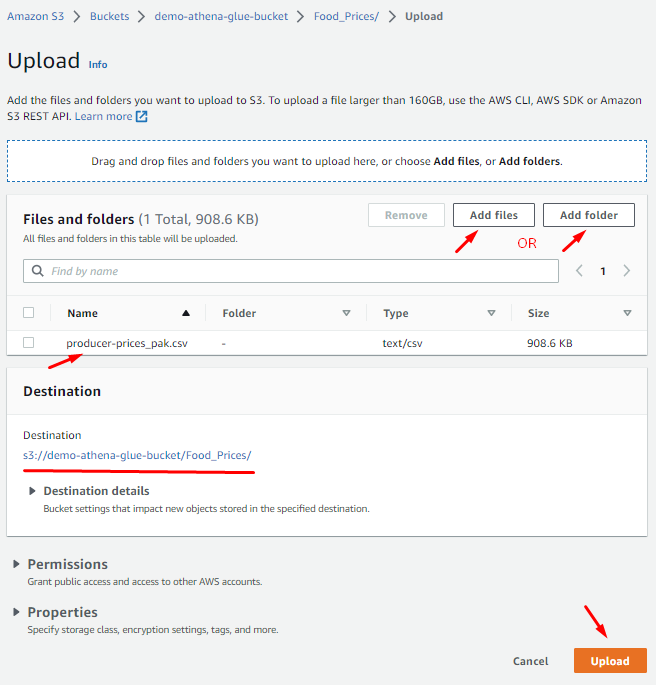 Amazon S3 > Buckets > demo-athena-glue-bucket > Food_Prices/ > Upload
Upload Info
Add the files and folders you want to upload to S3. To upload a file larger than 160GB, use the AWS CLI, AWS SDK or Amazon
S3 REST API. Learn more
Drag and drop files and folders you want to upload here, or choose Add files, or Add folders.
Files and folders (1 Total, 908.6 KB)
Remove
Add files
Add folder
All files and folders in this table will be uploaded.
OR
Find by name
1
Name Folder Type Size
producer-prices_pak.csv - text/csv 908.6 KB
Destination
Destination
s3://demo-athena-glue-bucket/Food_Prices/
Destination details
Bucket settings that impact new objects stored in the specified destination.
Permissions
Grant public access and access to other AWS accounts.
Properties
Specify storage class, encryption settings, tags, and more.
Cancel
Upload